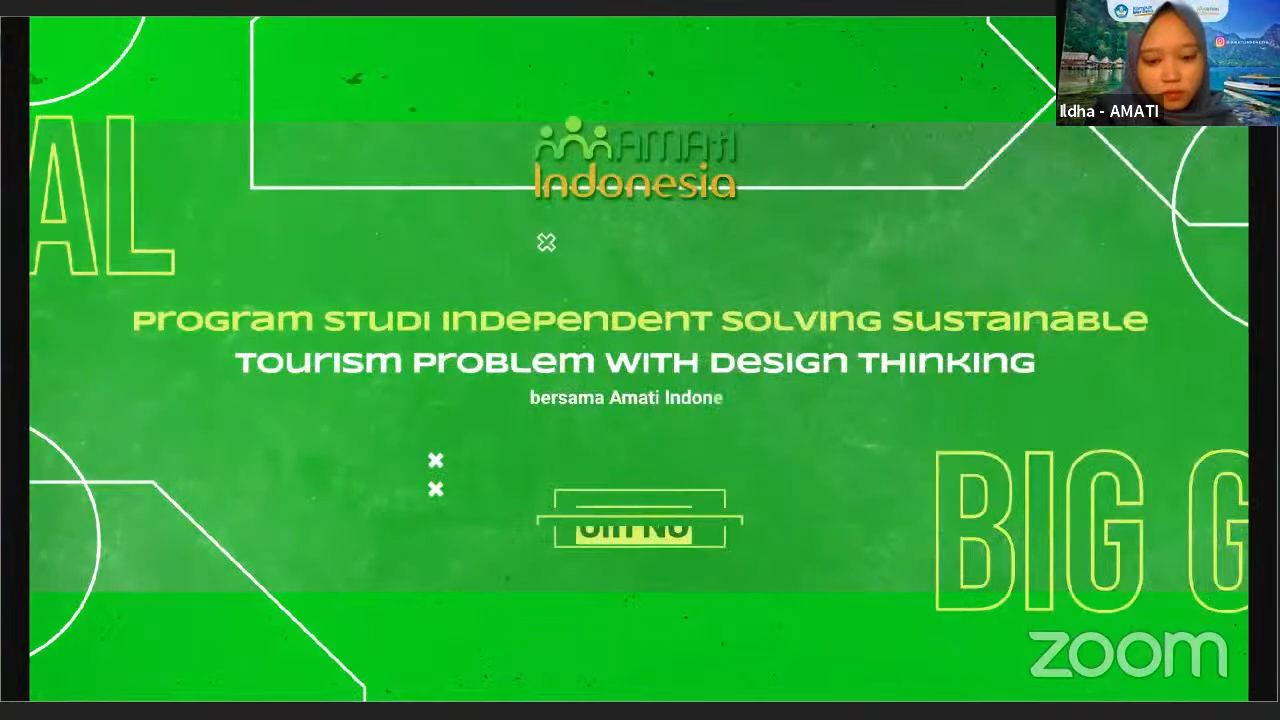 Ildha - AMATI
AMATI
Indonesia
AL
PROGRAM STUDI INDEPENDENT SOLVING SUSTAINABLE
TOURISM PROBLEM WITH DESIGN THINKING
bersama Amati Indone
BIG G
zoom